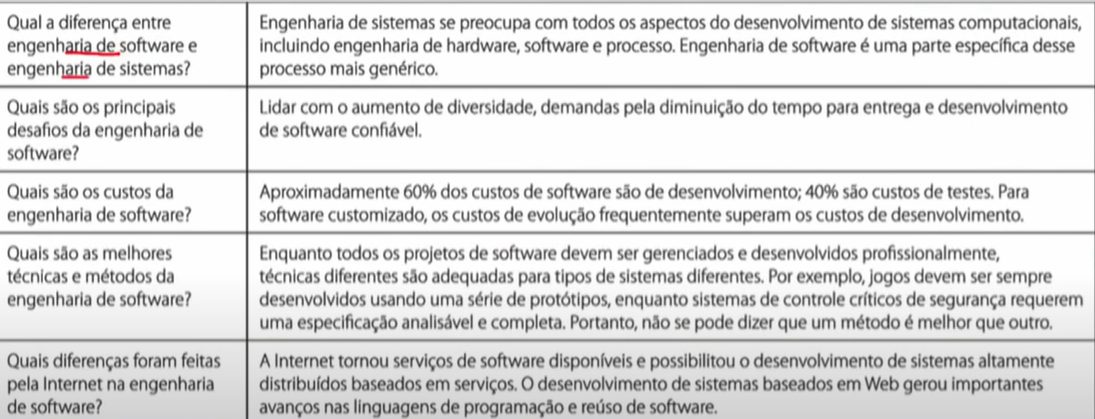 Qual a diferença entre
engenharia de software e
engenharia de sistemas?
Engenharia de sistemas se preocupa com todos os aspectos do desenvolvimento de sistemas computacionais,
incluindo engenharia de hardware, software e processo. Engenharia de software é uma parte específica desse
processo mais genérico.
Quais são os principais
desafios da engenharia de
software?
Lidar com o aumento de diversidade, demandas pela diminuição do tempo para entrega e desenvolvimento
de software confiável.
Quais são os custos da
engenharia de software?
Aproximadamente 60% dos custos de software são de desenvolvimento; 40% são custos de testes. Para
software customizado, os custos de evolução frequentemente superam os custos de desenvolvimento.
Quais são as melhores
técnicas e métodos da
engenharia de software?
Enquanto todos os projetos de software devem ser gerenciados e desenvolvidos profissionalmente,
técnicas diferentes são adequadas para tipos de sistemas diferentes. Por exemplo, jogos devem ser sempre
desenvolvidos usando uma série de protótipos, enquanto sistemas de controle críticos de segurança requerem
uma especificação analisável e completa. Portanto, não se pode dizer que um método é melhor que outro.
Quais diferenças foram feitas
pela Internet na engenharia
de software?
A Internet tornou serviços de software disponíveis e possibilitou o desenvolvimento de sistemas altamente
distribuídos baseados em serviços. O desenvolvimento de sistemas baseados em Web gerou importantes
avanços nas linguagens de programação e reúso de software.